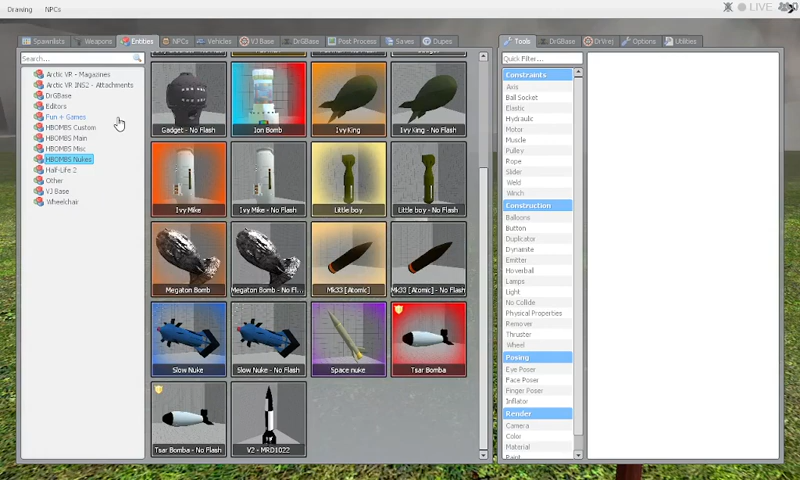 Drawing NPCs
LIVE
Spawnlists Weapons Entities NPCs Vehicles VJ Base DrGBase Post Process Saves Dupes
Tools DrGBase DrVrej Options Utilities
Search...
Arctic VR - Magazines
Arctic VR INS2 - Attachments
DrGBase
Editors
Fun + Games
HBOMBS Custom
HBOMBS Main
HBOMBS Misc
HBOMBS Nukes
Half-Life 2
Other
VJ Base
Wheelchair
Gadget - No Flash
Ion Bomb
Ivy King
Ivy King - No Flash
Ivy Mike
Ivy Mike - No Flash
Little boy
Little boy - No Flash
Megaton Bomb
Megaton Bomb - No Fl...
Mk33 [Atomic]
Mk33 [Atomic] - No Flash
Slow Nuke
Slow Nuke - No Flash
Space nuke
Tsar Bomba
Tsar Bomba - No Flash
V2 - MRD1022
Quick Filter...
Constraints
Axis
Ball Socket
Elastic
Hydraulic
Motor
Muscle
Pulley
Rope
Slider
Weld
Winch
Construction
Balloons
Button
Duplicator
Dynamite
Emitter
Hoverball
Lamps
Light
No Collide
Physical Properties
Remover
Thruster
Wheel
Posing
Eye Poser
Face Poser
Finger Poser
Inflator
Render
Camera
Color
Material
Paint